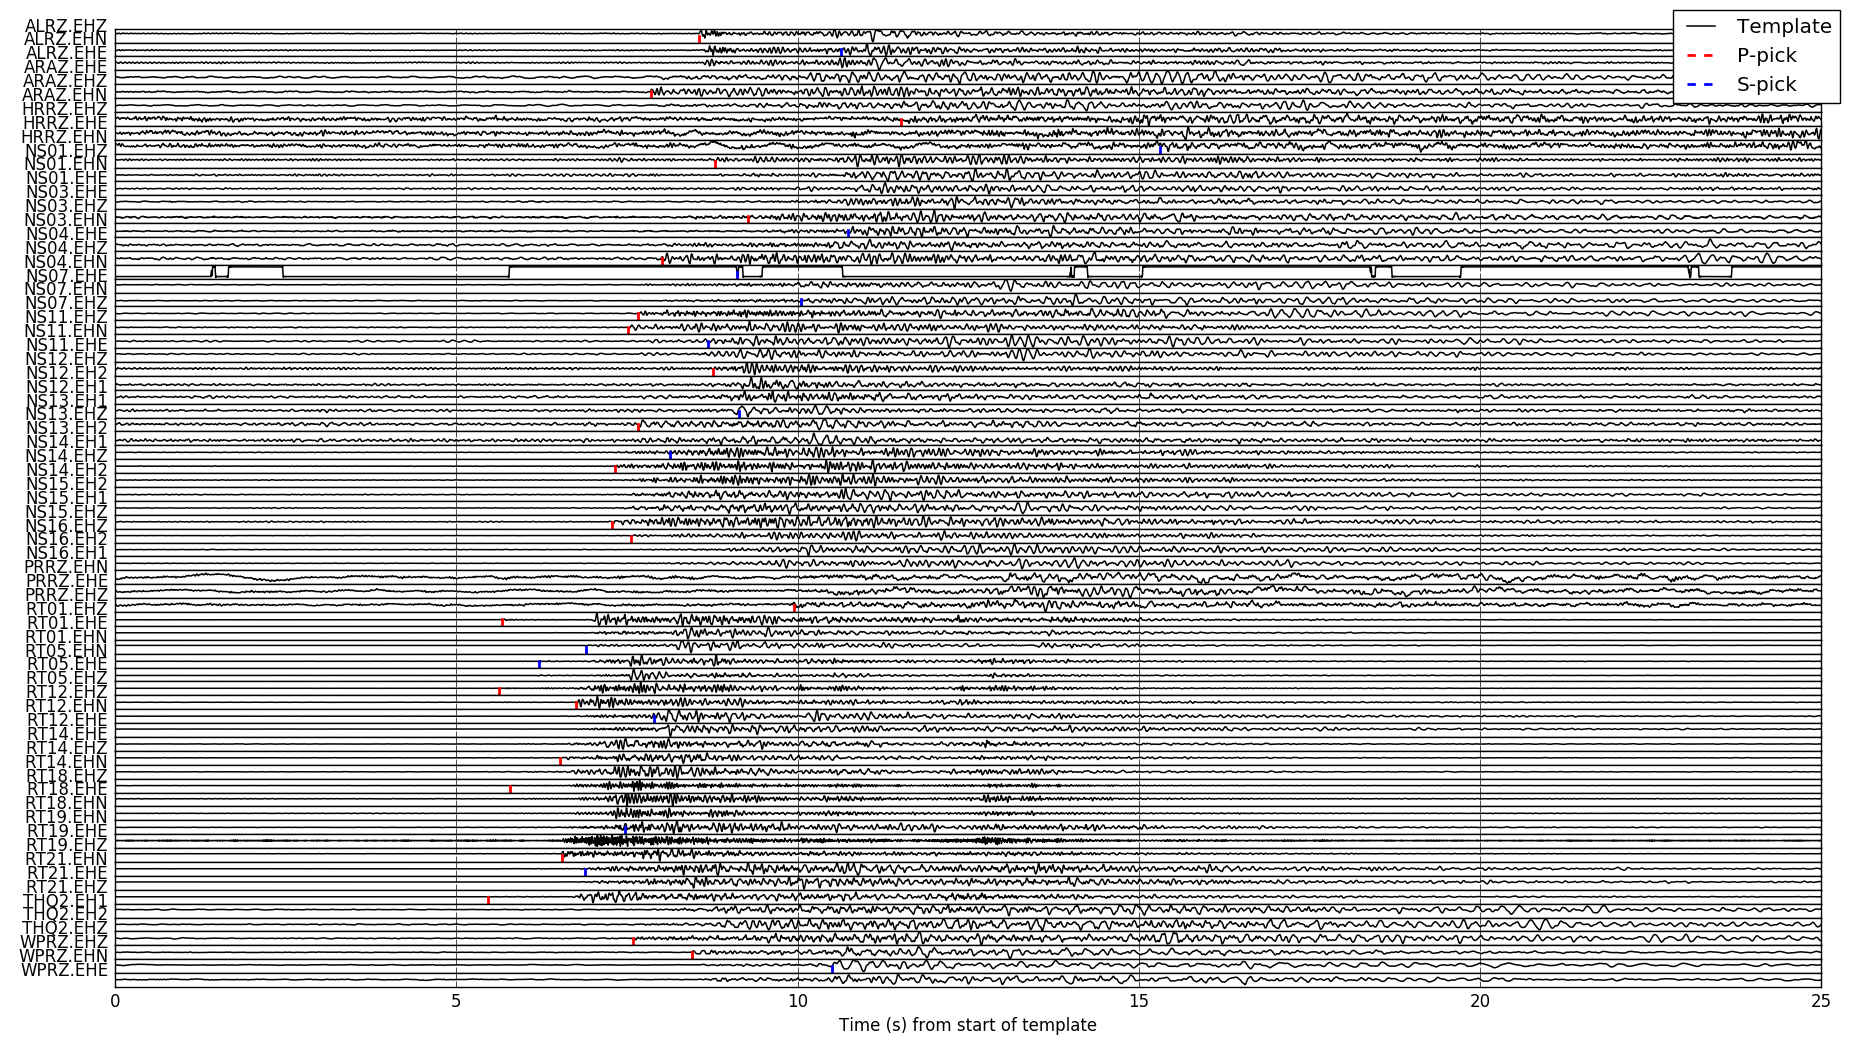 ALRZ.EHZ
ALRZ.EHN
ALRZ.EHE
ARAZ.EHE
ARAZ.EHZ
ARAZ.EHN
HRRZ.EHZ
HRRZ.EHE
HRRZ.EHN
NS01.EHZ
NS01.EHN
NS01.EHE
NS03.EHE
NS03.EHZ
NS03.EHN
NS04.EHE
NS04.EHZ
NS04.EHN
NS07.EHE
NS07.EHN
NS07.EHZ
NS11.EHZ
NS11.EHN
NS11.EHE
NS12.EHZ
NS12.EH2
NS12.EH1
NS13.EH1
NS13.EHZ
NS13.EH2
NS14.EH1
NS14.EHZ
NS14.EH2
NS15.EH2
NS15.EH1
NS15.EHZ
NS16.EHZ
NS16.EH2
NS16.EH1
PRRZ.EHN
PRRZ.EHE
PRRZ.EHZ
RT01.EHZ
RT01.EHE
RT01.EHN
RT05.EHN
RT05.EHE
RT05.EHZ
RT12.EHZ
RT12.EHN
RT12.EHE
RT14.EHE
RT14.EHZ
RT14.EHN
RT18.EHZ
RT18.EHE
RT18.EHN
RT19.EHN
RT19.EHE
RT19.EHZ
RT21.EHN
RT21.EHE
RT21.EHZ
THQ2.EH1
THQ2.EH2
THQ2.EHZ
WPRZ.EHZ
WPRZ.EHN
WPRZ.EHE
Template
P-pick
S-pick
0 5 10 15 20 25
Time (s) from start of template